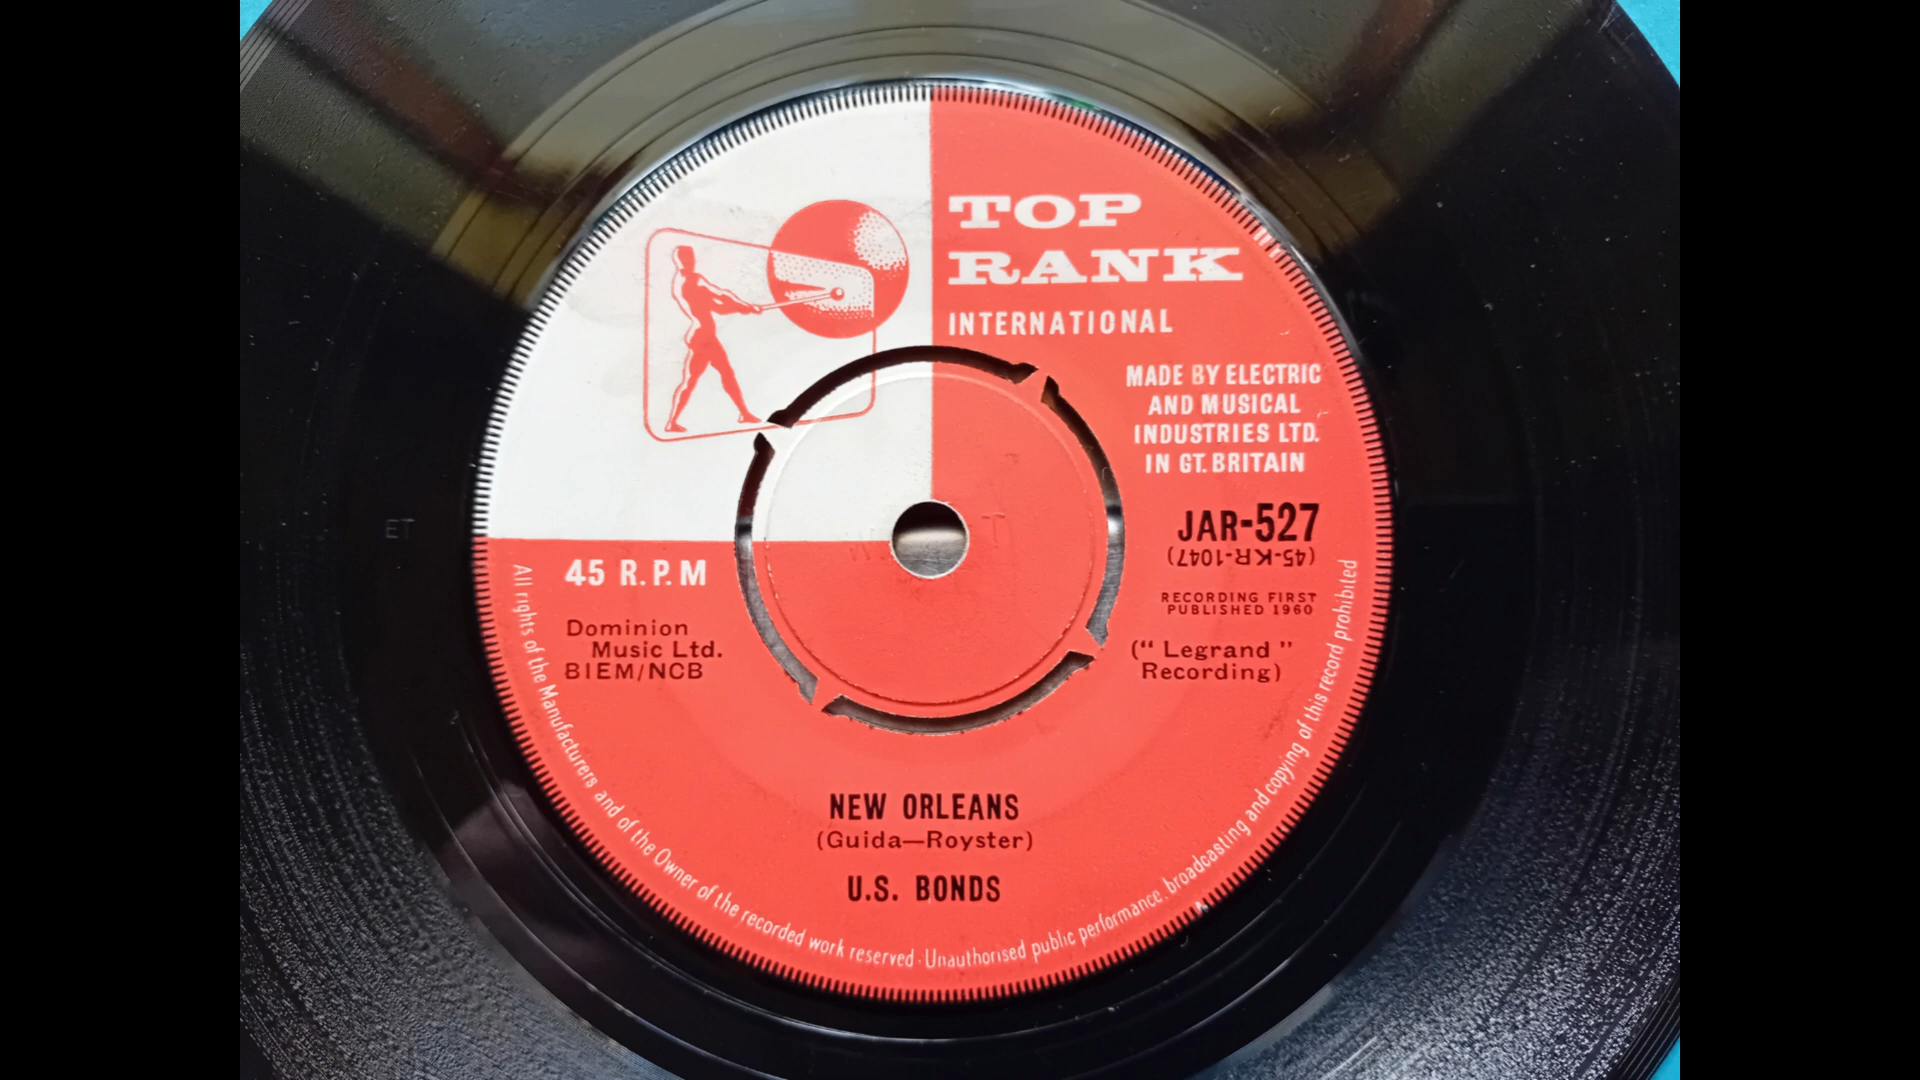 TOP
RANK
INTERNATIONAL
MADE BY ELECTRIC
AND MUSICAL
INDUSTRIES LTD.
IN GT. BRITAIN
JAR-527
(45-KR-1047)
RECORDING FIRST
PUBLISHED 1960
(“ Legrand ”
Recording)
45 R.P.M
Dominion
Music Ltd.
BIEM/NCB
NEW ORLEANS
(Guida—Royster)
U.S. BONDS
All rights of the Manufacturers and of the Owner of the recorded work reserved · Unauthorised public performance, broadcasting and copying of this record prohibited
ET